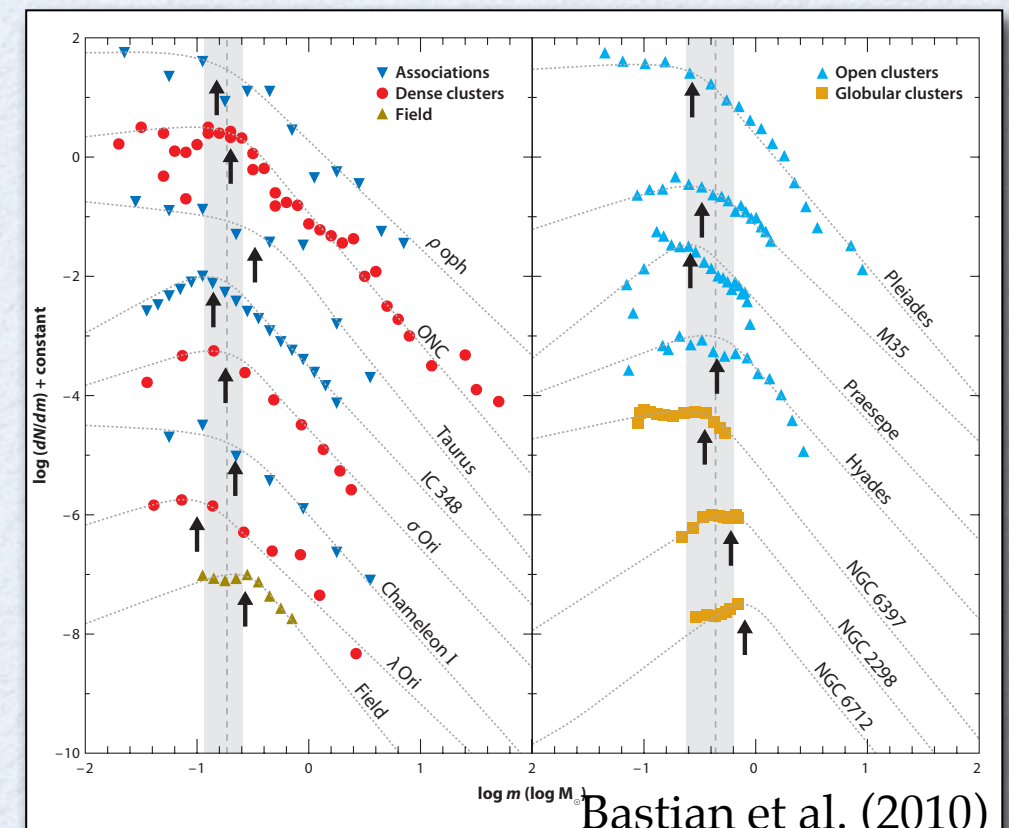 2
0
−2
−4
−6
−8
−10
log (dN/dm) + constant
Associations
Dense clusters
Field
ρ oph
ONC
Taurus
IC 348
σ Ori
Chameleon I
λ Ori
Field
Open clusters
Globular clusters
Pleiades
M35
Praesepe
Hyades
NGC 6397
NGC 2298
NGC 6712
−2 −1 0 1 2 −1 0 1 2
log m (log M⊙)
Bastian et al. (2010)